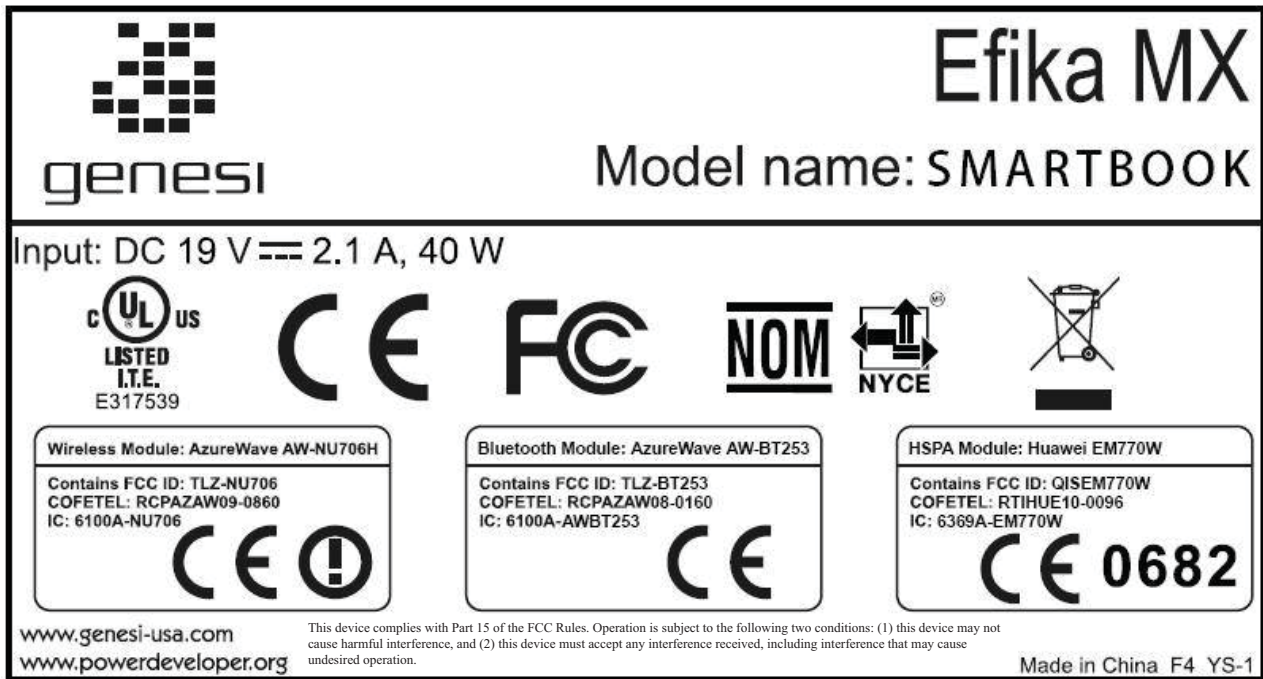 genesi
Efika MX
Model name: SMARTBOOK
Input: DC 19 V 2.1 A, 40 W
C UL® US
LISTED
I.T.E.
E317539
CE
FC
NOM
NYCE
MR
Wireless Module: AzureWave AW-NU706H
Contains FCC ID: TLZ-NU706
COFETEL: RCPAZAW09-0860
IC: 6100A-NU706
CE
Bluetooth Module: AzureWave AW-BT253
Contains FCC ID: TLZ-BT253
COFETEL: RCPAZAW08-0160
IC: 6100A-AWBT253
CE
HSPA Module: Huawei EM770W
Contains FCC ID: QISEM770W
COFETEL: RTIHUE10-0096
IC: 6369A-EM770W
CE 0682
www.genesi-usa.com
www.powerdeveloper.org
This device complies with Part 15 of the FCC Rules. Operation is subject to the following two conditions: (1) this device may not
cause harmful interference, and (2) this device must accept any interference received, including interference that may cause
undesired operation.
Made in China F4 YS-1